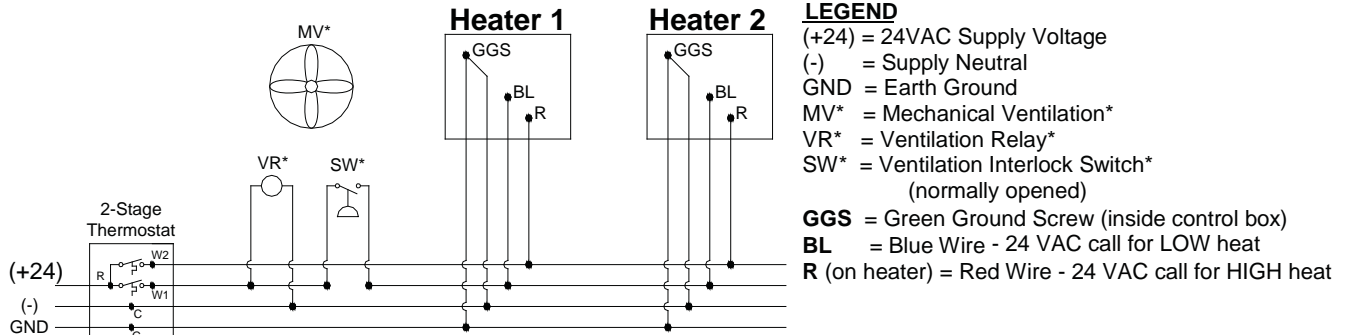 Heater 1
Heater 2
MV*
GGS
BL
R
GGS
BL
R
VR*
SW*
2-Stage
Thermostat
W2
R
W1
C
G
(+24)
(-)
GND
LEGEND
(+24) = 24VAC Supply Voltage
(-) = Supply Neutral
GND = Earth Ground
MV* = Mechanical Ventilation*
VR* = Ventilation Relay*
SW* = Ventilation Interlock Switch*
(normally opened)
GGS = Green Ground Screw (inside control box)
BL = Blue Wire - 24 VAC call for LOW heat
R (on heater) = Red Wire - 24 VAC call for HIGH heat